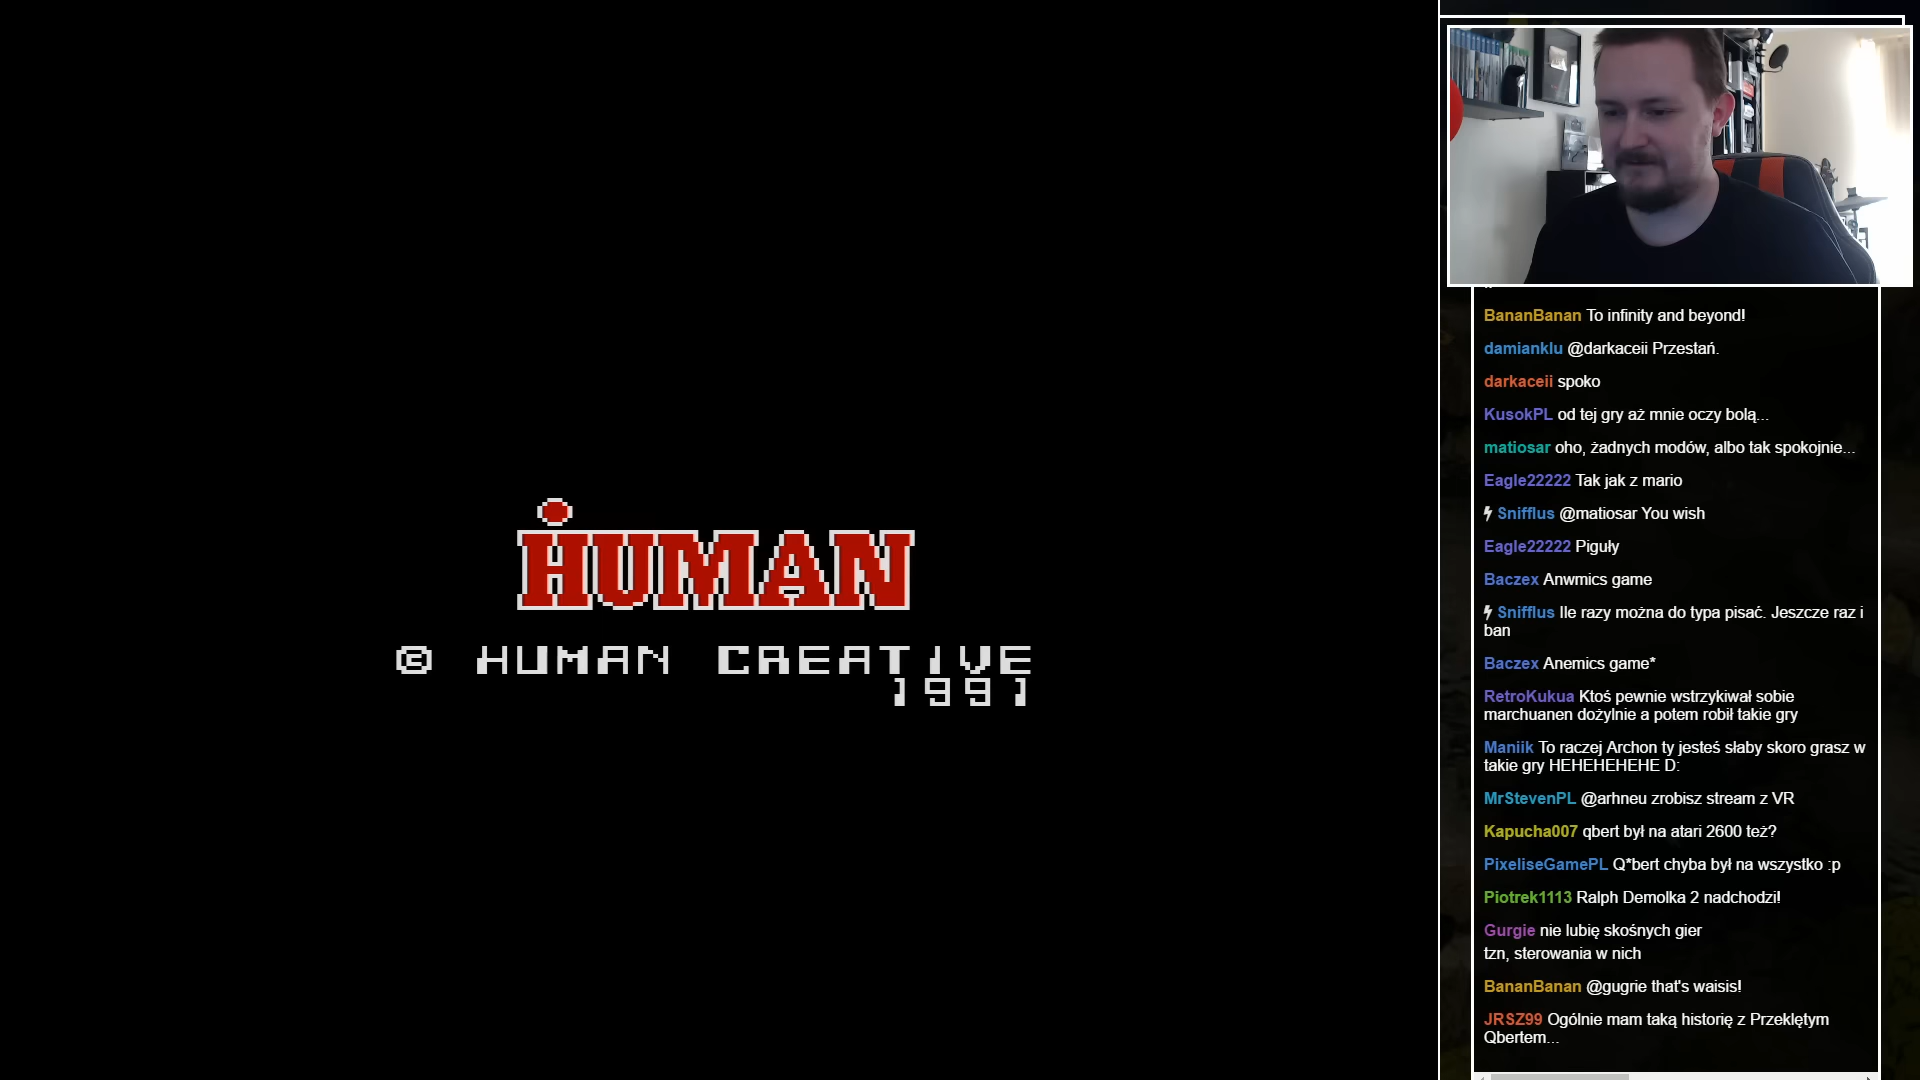 HUMAN
© HUMAN CREATIVE
1991
BananBanan To infinity and beyond!
damianklu @darkaceii Przestań.
darkaceii spoko
KusokPL od tej gry aż mnie oczy bolą...
matiosar oho, żadnych modów, albo tak spokojnie...
Eagle22222 Tak jak z mario
Snifflus @matiosar You wish
Eagle22222 Piguły
Baczex Anwmics game
Snifflus Ile razy można do typa pisać. Jeszcze raz i
ban
Baczex Anemics game*
RetroKukua Ktoś pewnie wstrzykiwał sobie
marchuanen dożylnie a potem robił takie gry
Maniik To raczej Archon ty jesteś słaby skoro grasz w
takie gry HEHEHEHEHE D:
MrStevenPL @arhneu zrobisz stream z VR
Kapucha007 qbert był na atari 2600 też?
PixeliseGamePL Q*bert chyba był na wszystko :p
Piotrek1113 Ralph Demolka 2 nadchodzi!
Gurgie nie lubię skośnych gier
tzn, sterowania w nich
BananBanan @gugrie that's waisis!
JRSZ99 Ogólnie mam taką historię z Przeklętym
Qbertem...